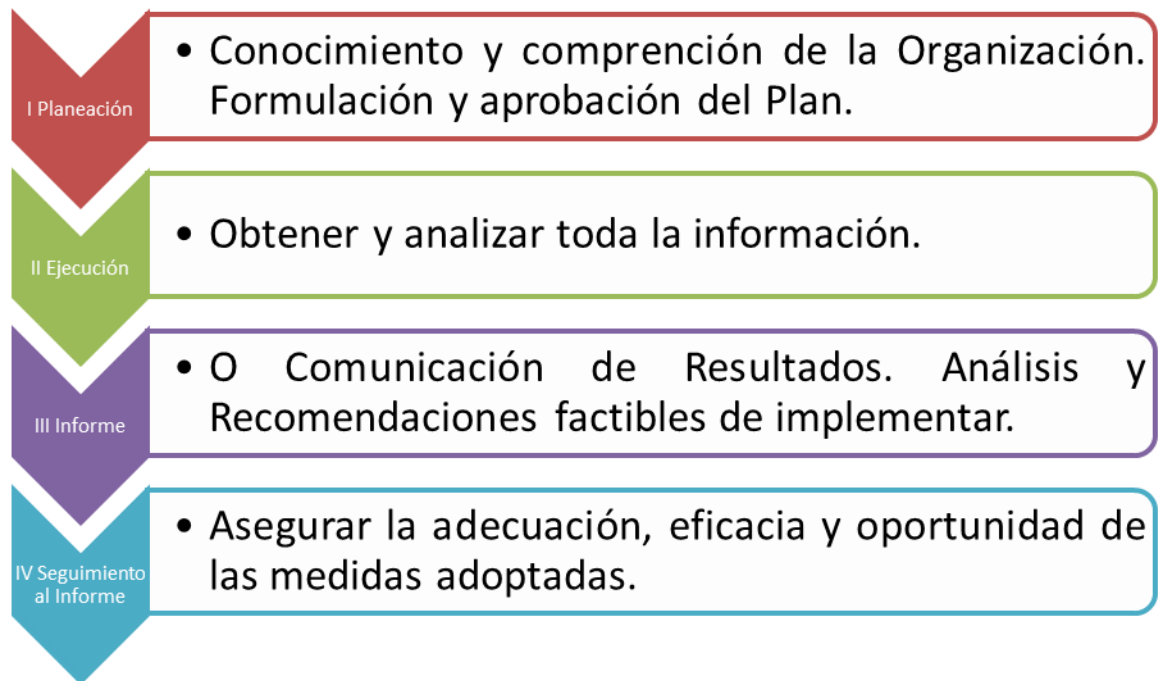 I Planeación
• Conocimiento y comprención de la Organización.
Formulación y aprobación del Plan.
II Ejecución
• Obtener y analizar toda la información.
III Informe
• O Comunicación de Resultados. Análisis y
Recomendaciones factibles de implementar.
IV Seguimiento
al Informe
• Asegurar la adecuación, eficacia y oportunidad de
las medidas adoptadas.